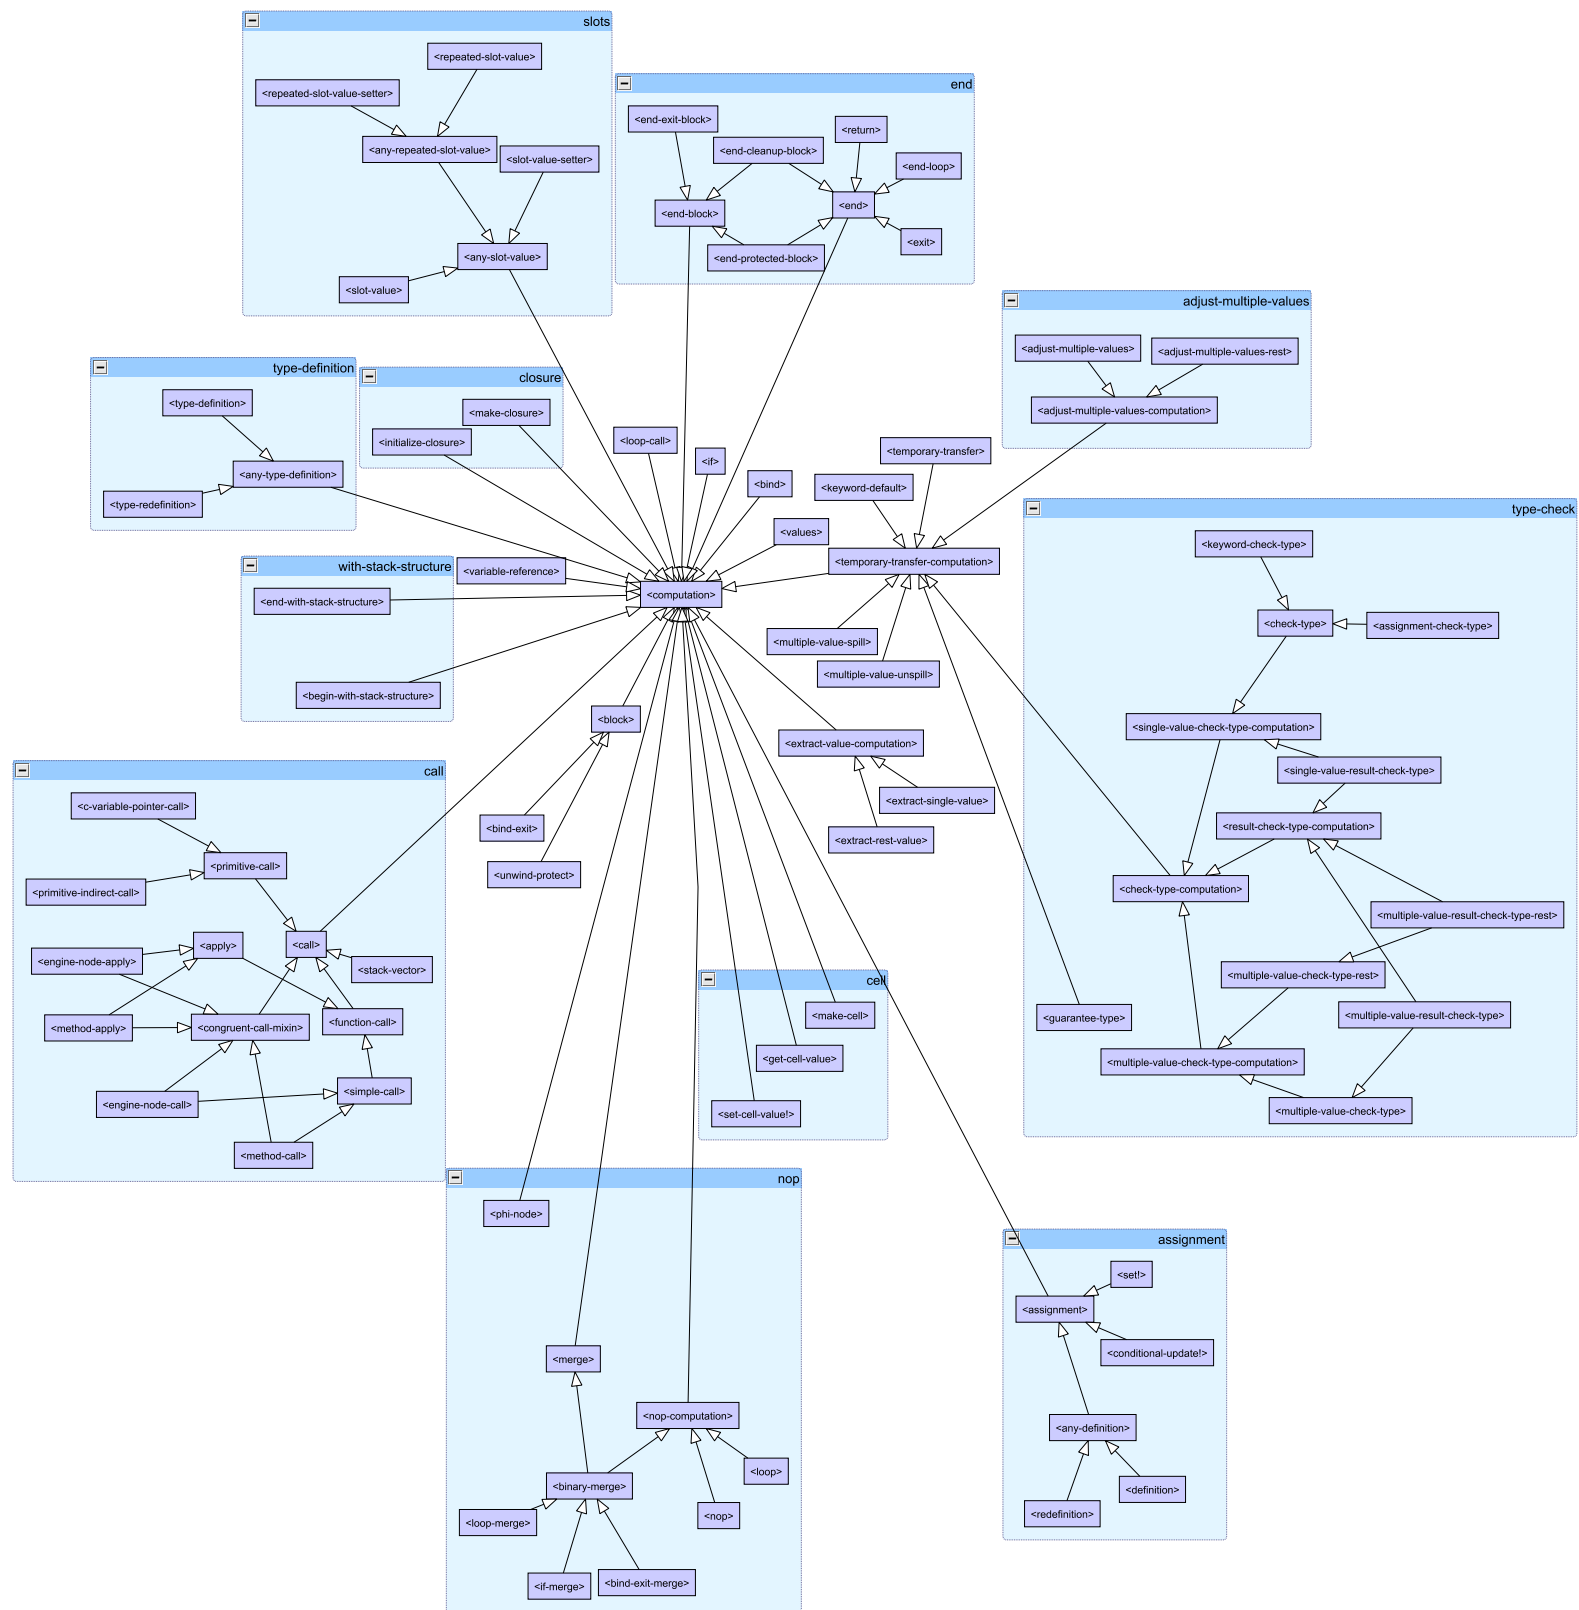 slots
<repeated-slot-value>
<repeated-slot-value-setter>
<any-repeated-slot-value>
<slot-value-setter>
<any-slot-value>
<slot-value>
end
<end-exit-block>
<return>
<end-cleanup-block>
<end-loop>
<end-block>
<end>
<exit>
<end-protected-block>
adjust-multiple-values
<adjust-multiple-values>
<adjust-multiple-values-rest>
<adjust-multiple-values-computation>
type-definition
<type-definition>
<any-type-definition>
<type-redefinition>
closure
<make-closure>
<initialize-closure>
<loop-call>
<if>
<bind>
<values>
<temporary-transfer>
<keyword-default>
<temporary-transfer-computation>
with-stack-structure
<variable-reference>
<end-with-stack-structure>
<computation>
<begin-with-stack-structure>
<multiple-value-spill>
<multiple-value-unspill>
<block>
<extract-value-computation>
<extract-single-value>
<extract-rest-value>
<bind-exit>
<unwind-protect>
type-check
<keyword-check-type>
<check-type>
<assignment-check-type>
<single-value-check-type-computation>
<single-value-result-check-type>
<result-check-type-computation>
<check-type-computation>
<multiple-value-result-check-type-rest>
<multiple-value-check-type-rest>
<multiple-value-result-check-type>
<guarantee-type>
<multiple-value-check-type-computation>
<multiple-value-check-type>
call
<c-variable-pointer-call>
<primitive-call>
<primitive-indirect-call>
<apply>
<call>
<engine-node-apply>
<stack-vector>
<method-apply>
<congruent-call-mixin>
<function-call>
<simple-call>
<engine-node-call>
<method-call>
cell
<make-cell>
<get-cell-value>
<set-cell-value!>
nop
<phi-node>
<merge>
<nop-computation>
<loop>
<binary-merge>
<nop>
<loop-merge>
<if-merge>
<bind-exit-merge>
assignment
<set!>
<assignment>
<conditional-update!>
<any-definition>
<definition>
<redefinition>